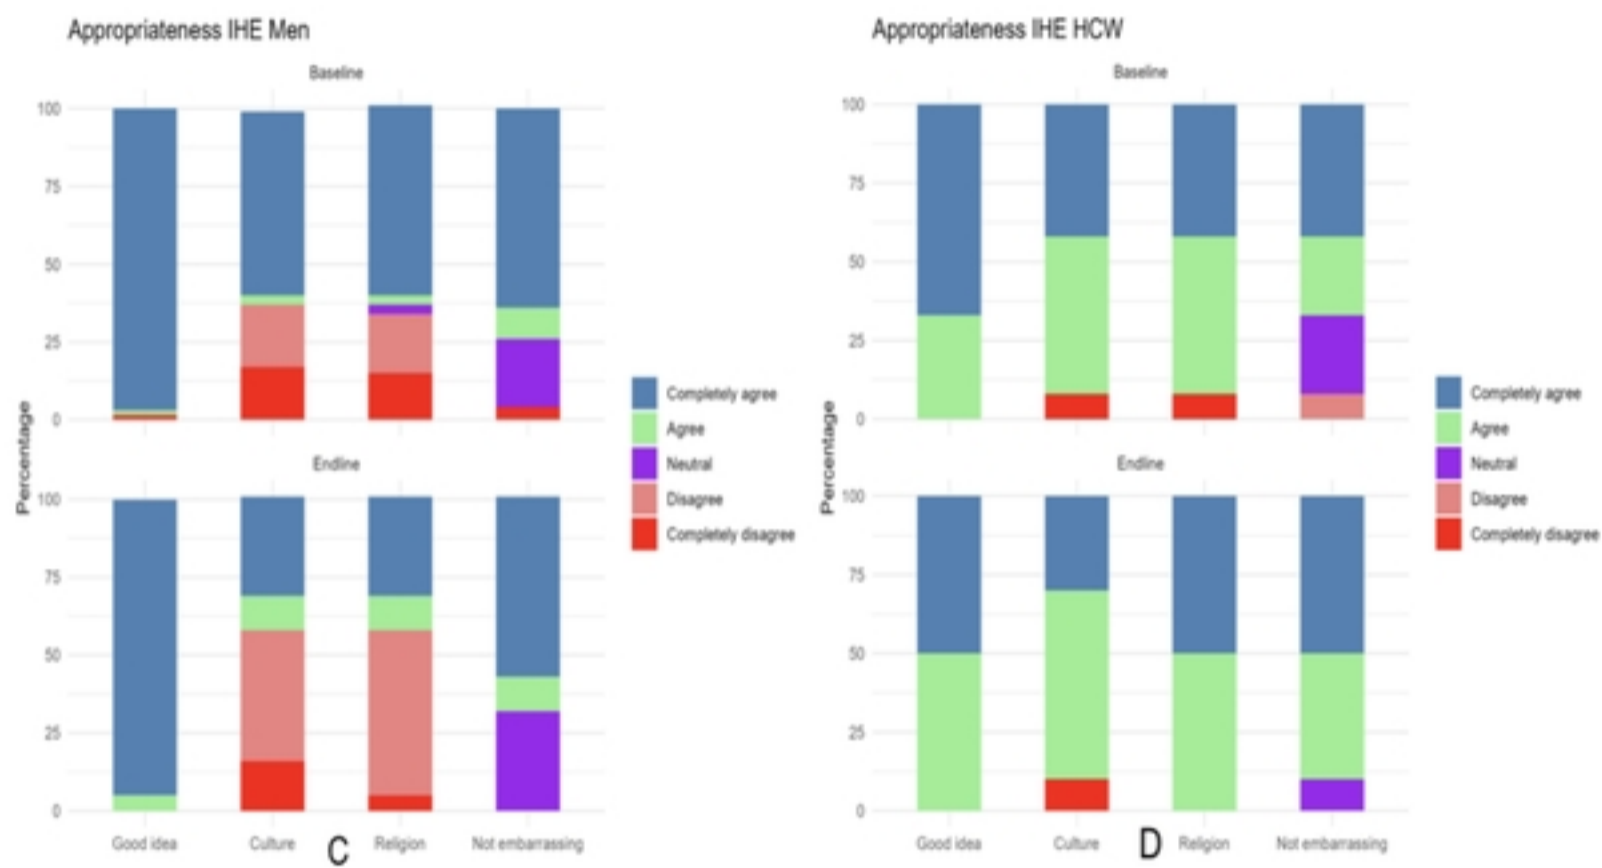 Appropriateness IHE Men
Baseline
100
75
50
25
0
Endline
100
75
50
25
0
Percentage
Good idea Culture Religion Not embarrassing
C
Completely agree
Agree
Neutral
Disagree
Completely disagree
Appropriateness IHE HCW
Baseline
100
75
50
25
0
Endline
100
75
50
25
0
Percentage
Good idea Culture Religion Not embarrassing
D
Completely agree
Agree
Neutral
Disagree
Completely disagree